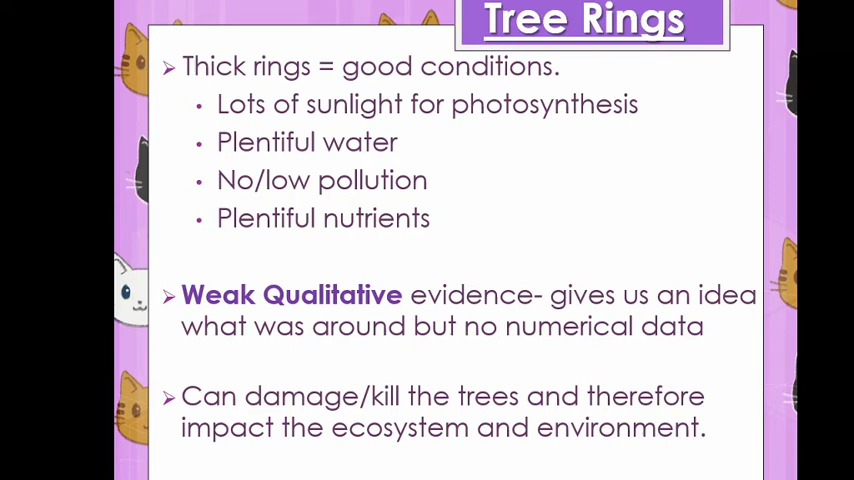 Tree Rings
Thick rings = good conditions.
Lots of sunlight for photosynthesis
Plentiful water
No/low pollution
Plentiful nutrients
Weak Qualitative evidence- gives us an idea
what was around but no numerical data
Can damage/kill the trees and therefore
impact the ecosystem and environment.